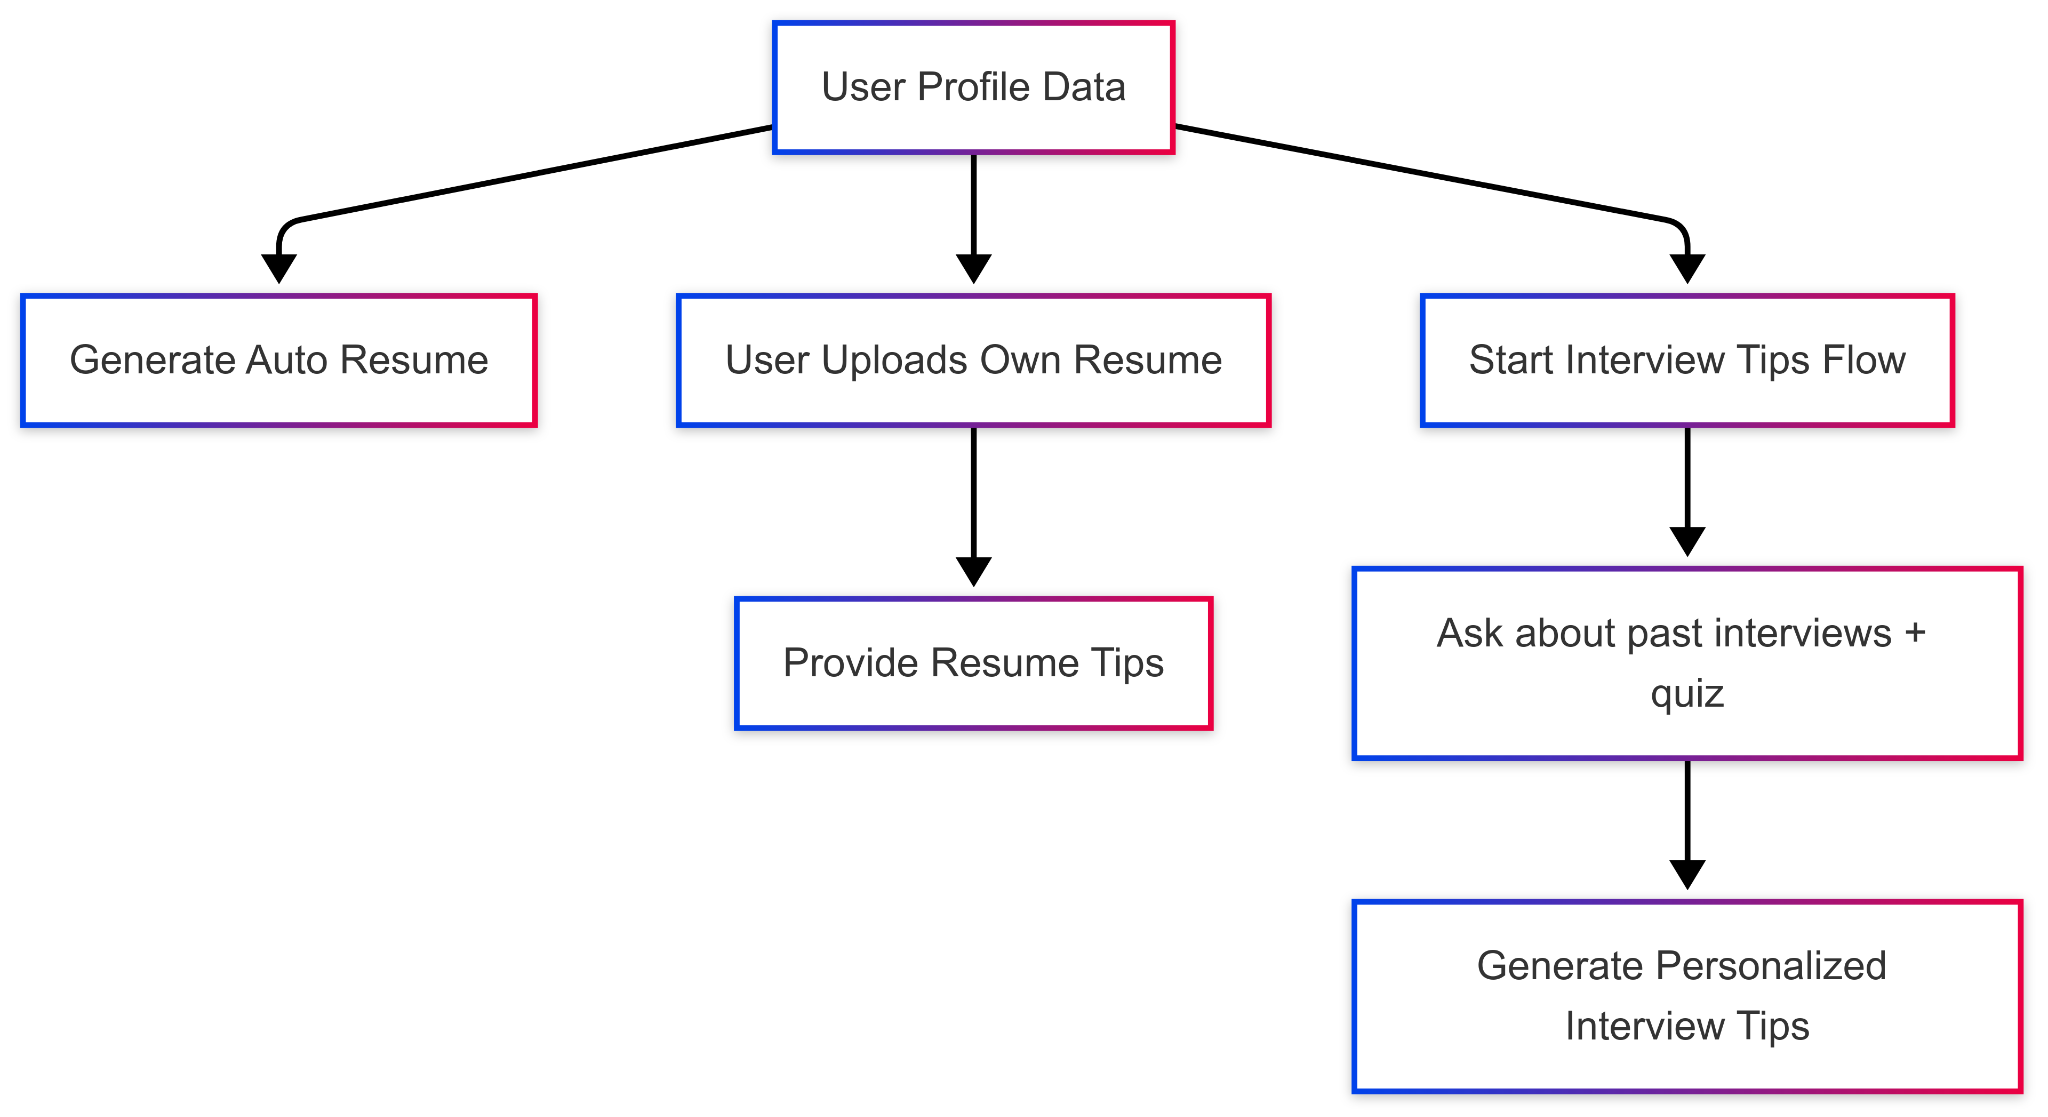 User Profile Data
Generate Auto Resume
User Uploads Own Resume
Start Interview Tips Flow
Provide Resume Tips
Ask about past interviews +
quiz
Generate Personalized
Interview Tips